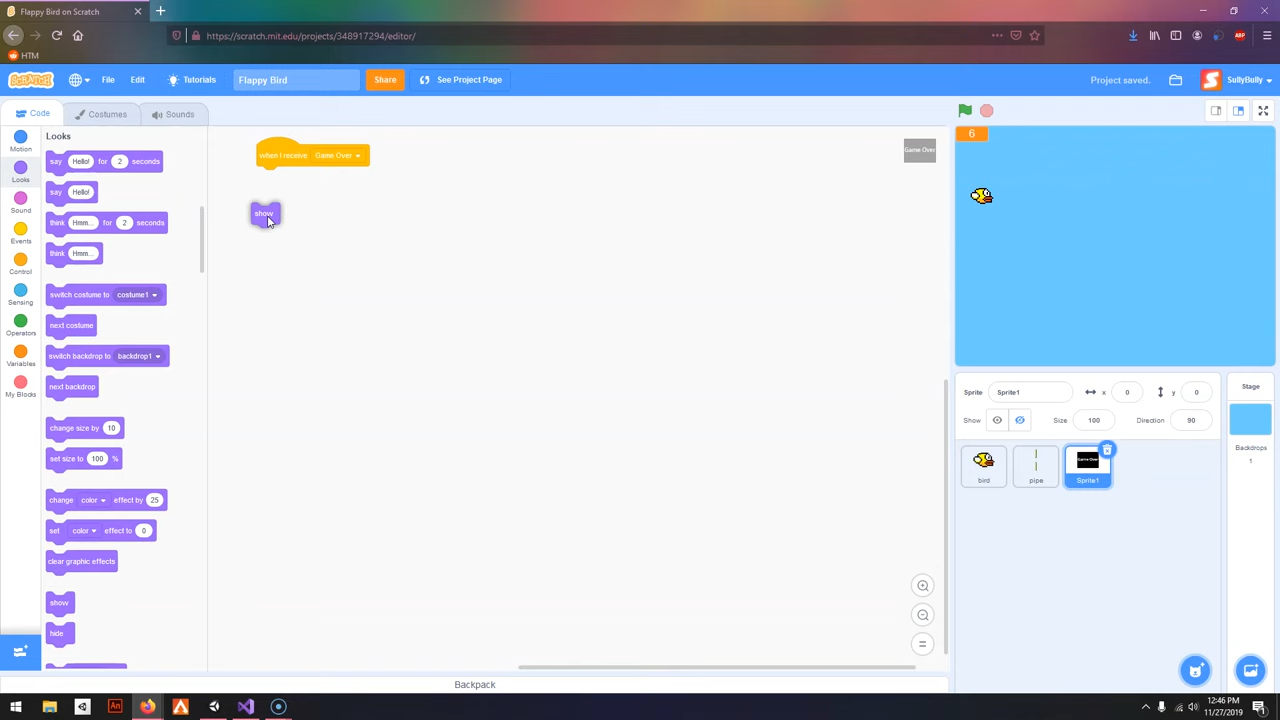 Flappy Bird on Scratch
https://scratch.mit.edu/projects/348917294/editor/
HTM
SCRATCH
File
Edit
Tutorials
Flappy Bird
Share
See Project Page
Project saved.
SullyBully
Code
Costumes
Sounds
Motion
Looks
Sound
Events
Control
Sensing
Operators
Variables
My Blocks
Looks
say Hello! for 2 seconds
say Hello!
think Hmm... for 2 seconds
think Hmm...
switch costume to costume1
next costume
switch backdrop to backdrop1
next backdrop
change size by 10
set size to 100 %
change color effect by 25
set color effect to 0
clear graphic effects
show
hide
when I receive Game Over
show
Game Over
6
Sprite Sprite1 x 0 y 0
Show Size 100 Direction 90
bird
pipe
Game Over
Sprite1
Stage
Backdrops
1
Backpack
ABP
An
12:46 PM
11/27/2019
1